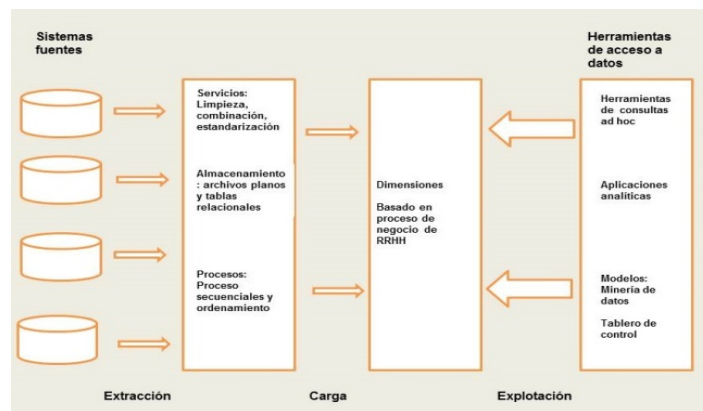 Sistemas
fuentes
Herramientas
de acceso a
datos
Servicios:
Limpieza,
combinación,
estandarización
Almacenamiento
: archivos planos
y tablas
relacionales
Procesos:
Proceso
secuenciales y
ordenamiento
Dimensiones
Basado en
proceso de
negocio de
RRHH
Herramientas
de consultas
ad hoc
Aplicaciones
analíticas
Modelos:
Minería de
datos
Tablero de
control
Extracción
Carga
Explotación